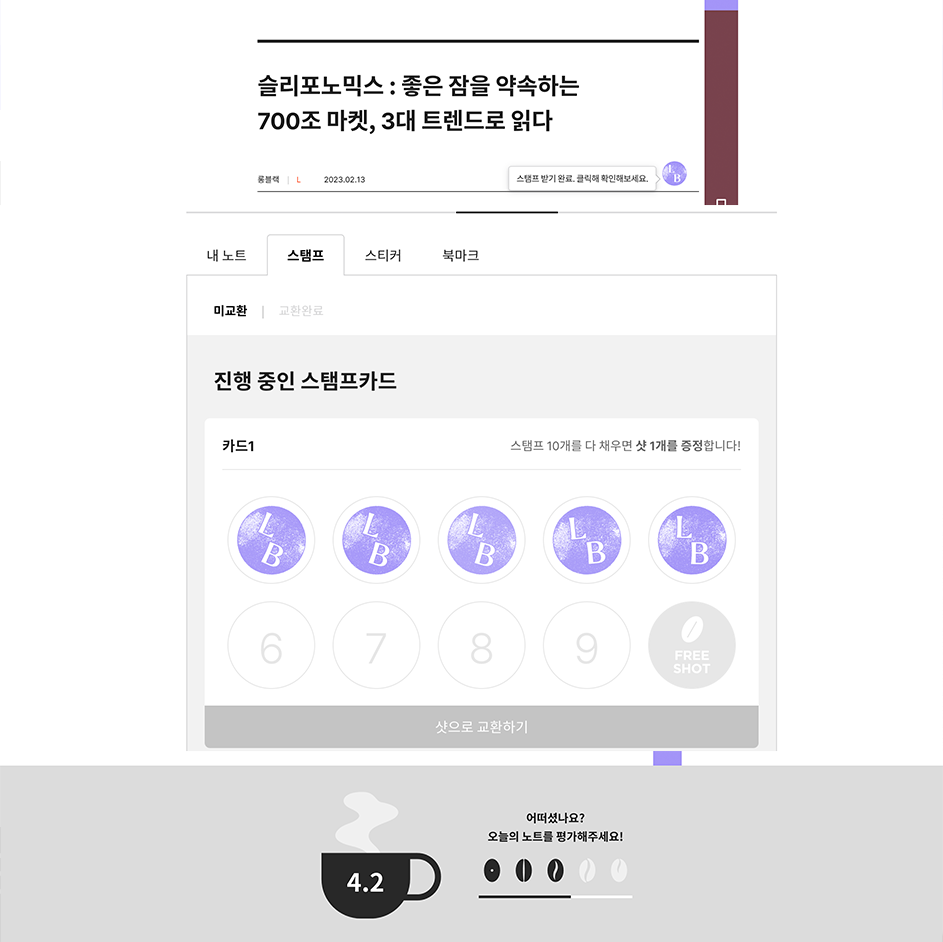 슬리포노믹스 : 좋은 잠을 약속하는
700조 마켓, 3대 트렌드로 읽다
롱블랙 | L 2023.02.13
스탬프 받기 완료. 클릭해 확인해보세요.
L B
내 노트 스탬프 스티커 북마크
미교환 | 교환완료
진행 중인 스탬프카드
카드1 스탬프 10개를 다 채우면 샷 1개를 증정합니다!
L B L B L B L B L B
6 7 8 9 FREE SHOT
샷으로 교환하기
어떠셨나요?
오늘의 노트를 평가해주세요!
4.2